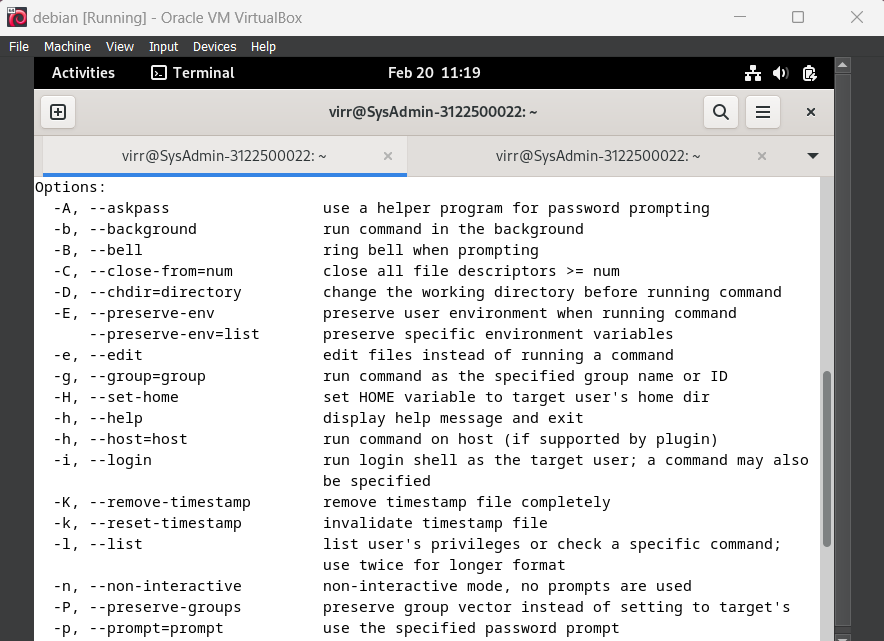 debian [Running] - Oracle VM VirtualBox
File Machine View Input Devices Help
Activities Terminal Feb 20 11:19
virr@SysAdmin-3122500022: ~
virr@SysAdmin-3122500022: ~ virr@SysAdmin-3122500022: ~
Options:
-A, --askpass use a helper program for password prompting
-b, --background run command in the background
-B, --bell ring bell when prompting
-C, --close-from=num close all file descriptors >= num
-D, --chdir=directory change the working directory before running command
-E, --preserve-env preserve user environment when running command
--preserve-env=list preserve specific environment variables
-e, --edit edit files instead of running a command
-g, --group=group run command as the specified group name or ID
-H, --set-home set HOME variable to target user's home dir
-h, --help display help message and exit
-h, --host=host run command on host (if supported by plugin)
-i, --login run login shell as the target user; a command may also
be specified
-K, --remove-timestamp remove timestamp file completely
-k, --reset-timestamp invalidate timestamp file
-l, --list list user's privileges or check a specific command;
use twice for longer format
-n, --non-interactive non-interactive mode, no prompts are used
-P, --preserve-groups preserve group vector instead of setting to target's
-p, --prompt=prompt use the specified password prompt